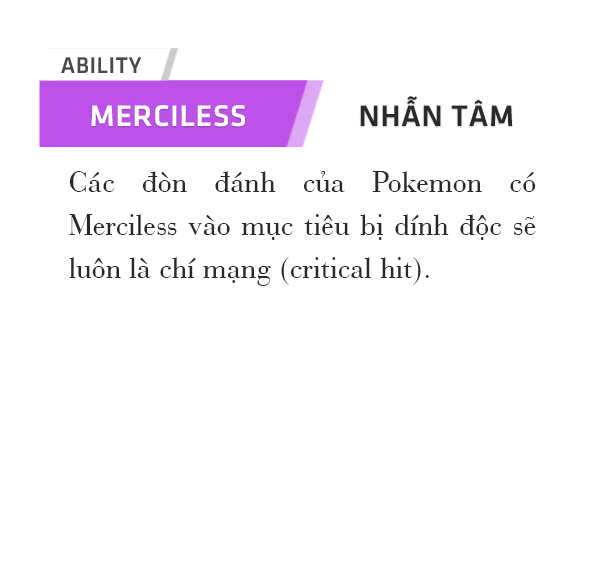 ABILITY
MERCILESS NHẪN TÂM
Các đòn đánh của Pokemon có
Merciless vào mục tiêu bị dính độc sẽ
luôn là chí mạng (critical hit).